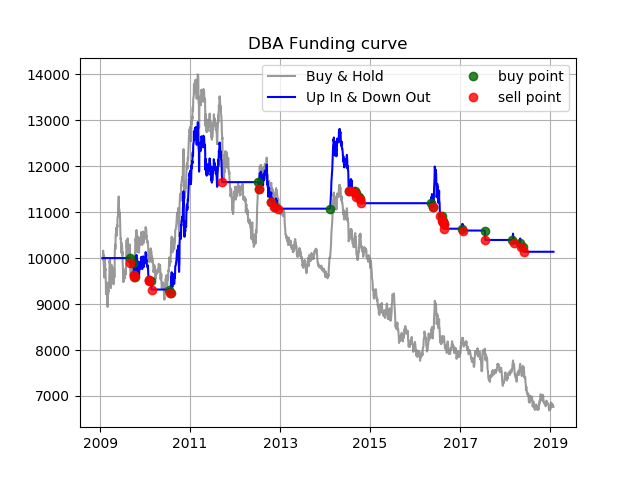 DBA Funding curve
Buy & Hold
Up In & Down Out
buy point
sell point
14000
13000
12000
11000
10000
9000
8000
7000
2009
2011
2013
2015
2017
2019